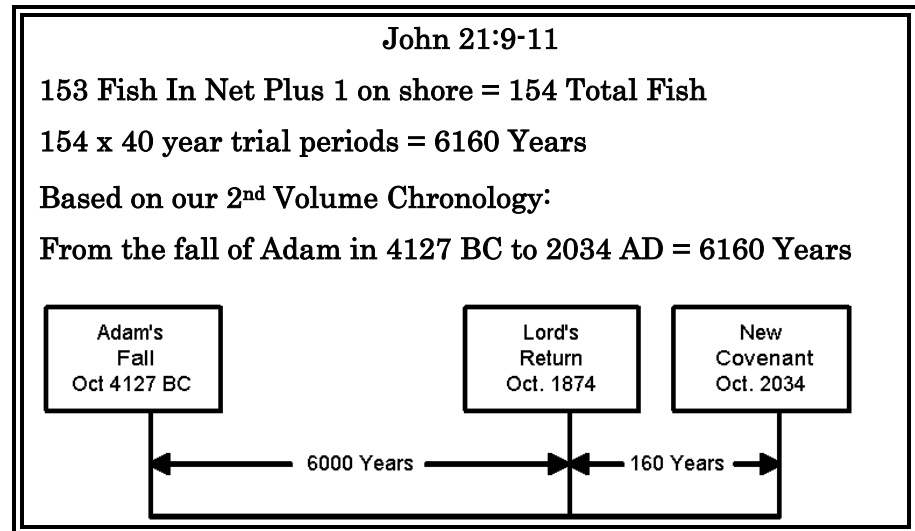 John 21:9-11
153 Fish In Net Plus 1 on shore = 154 Total Fish
154 x 40 year trial periods = 6160 Years
Based on our 2nd Volume Chronology:
From the fall of Adam in 4127 BC to 2034 AD = 6160 Years
Adam's
Fall
Oct 4127 BC
Lord's
Return
Oct. 1874
New
Covenant
Oct. 2034
6000 Years
160 Years